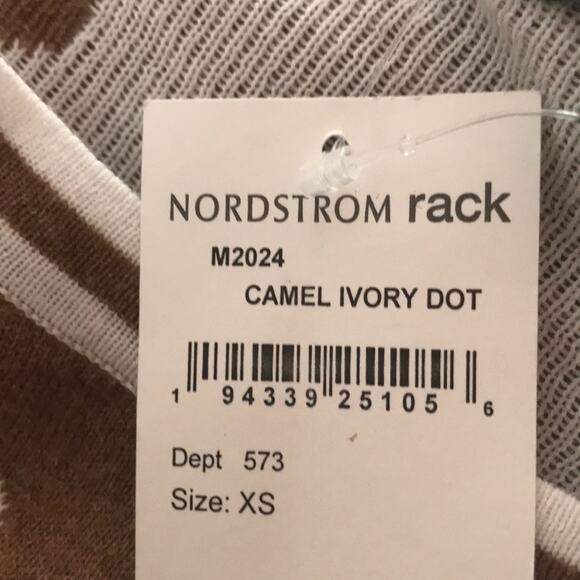 NORDSTROM rack
M2024
CAMEL IVORY DOT
1 94339 25105 6
Dept 573
Size: XS